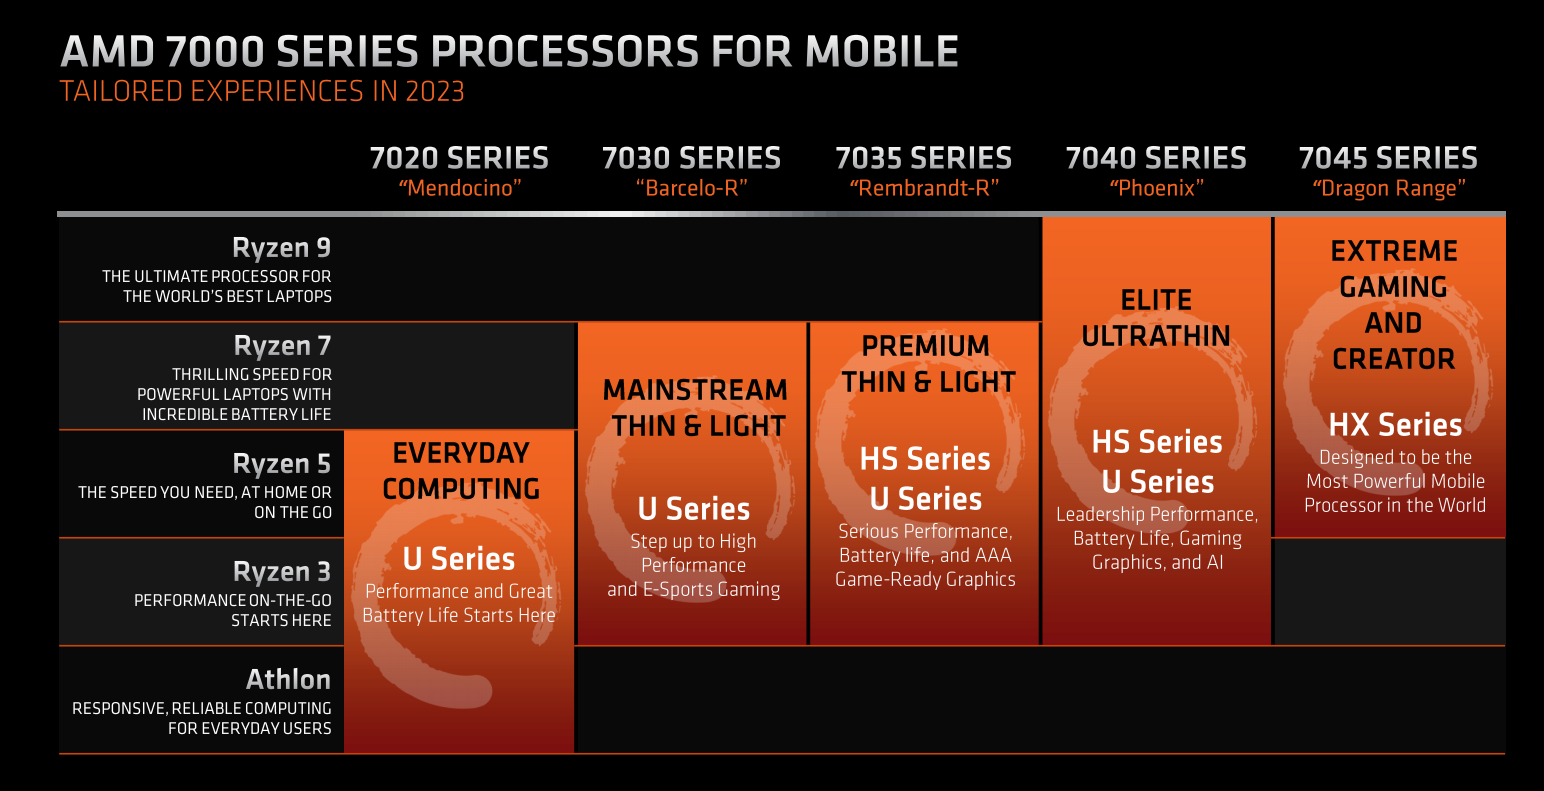 AMD 7000 SERIES PROCESSORS FOR MOBILE
TAILORED EXPERIENCES IN 2023
7020 SERIES
“Mendocino”
7030 SERIES
“Barcelo-R”
7035 SERIES
“Rembrandt-R”
7040 SERIES
“Phoenix”
7045 SERIES
“Dragon Range”
Ryzen 9
THE ULTIMATE PROCESSOR FOR
THE WORLD'S BEST LAPTOPS
Ryzen 7
THRILLING SPEED FOR
POWERFUL LAPTOPS WITH
INCREDIBLE BATTERY LIFE
Ryzen 5
THE SPEED YOU NEED, AT HOME OR
ON THE GO
Ryzen 3
PERFORMANCE ON-THE-GO
STARTS HERE
Athlon
RESPONSIVE, RELIABLE COMPUTING
FOR EVERYDAY USERS
EVERYDAY
COMPUTING
U Series
Performance and Great
Battery Life Starts Here
MAINSTREAM
THIN & LIGHT
U Series
Step up to High
Performance
and E-Sports Gaming
PREMIUM
THIN & LIGHT
HS Series
U Series
Serious Performance,
Battery life, and AAA
Game-Ready Graphics
ELITE
ULTRATHIN
HS Series
U Series
Leadership Performance,
Battery Life, Gaming
Graphics, and AI
EXTREME
GAMING
AND
CREATOR
HX Series
Designed to be the
Most Powerful Mobile
Processor in the World